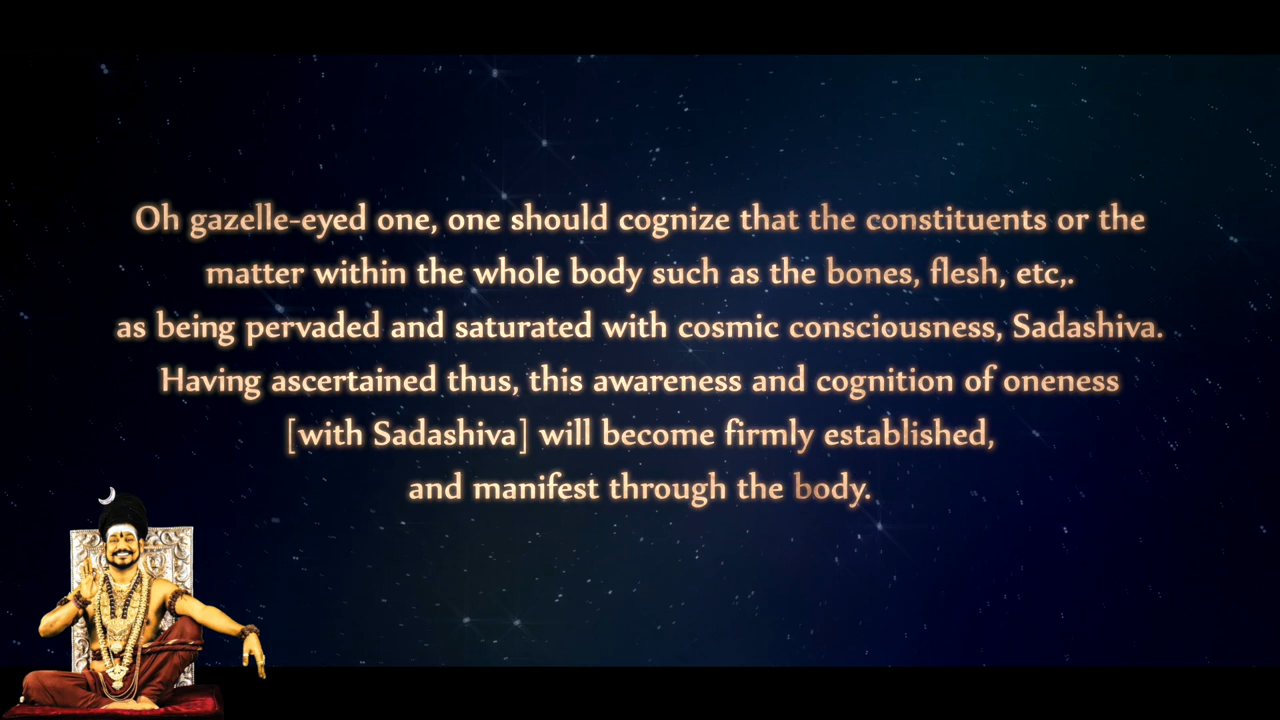 Oh gazelle-eyed one, one should cognize that the constituents or the
matter within the whole body such as the bones, flesh, etc,.
as being pervaded and saturated with cosmic consciousness, Sadashiva.
Having ascertained thus, this awareness and cognition of oneness
[with Sadashiva] will become firmly established,
and manifest through the body.